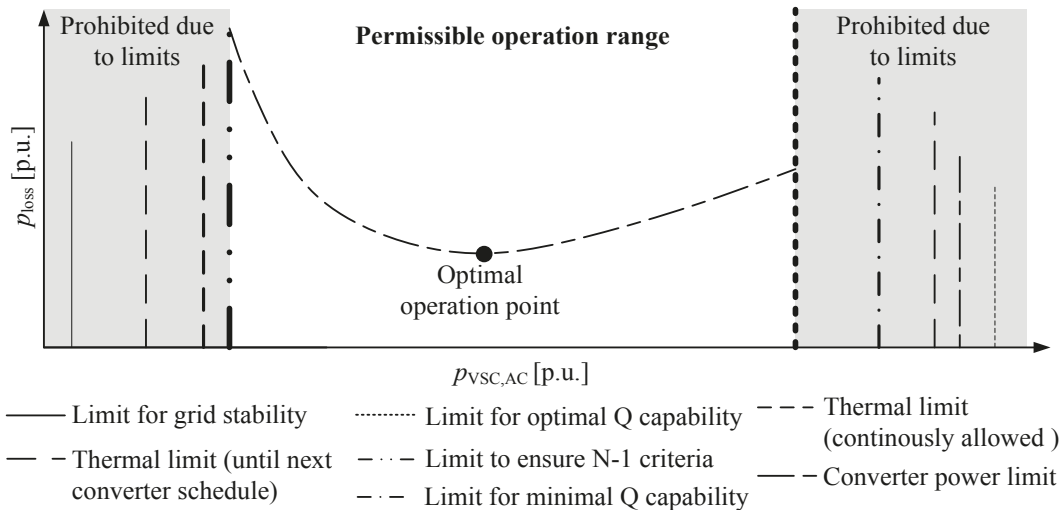 Prohibited due
to limits
Permissible operation range
Prohibited due
to limits
ploss [p.u.]
Optimal
operation point
pVSC,AC [p.u.]
Limit for grid stability
Thermal limit (until next
converter schedule)
Limit for optimal Q capability
Limit to ensure N-1 criteria
Limit for minimal Q capability
Thermal limit
(continously allowed )
Converter power limit